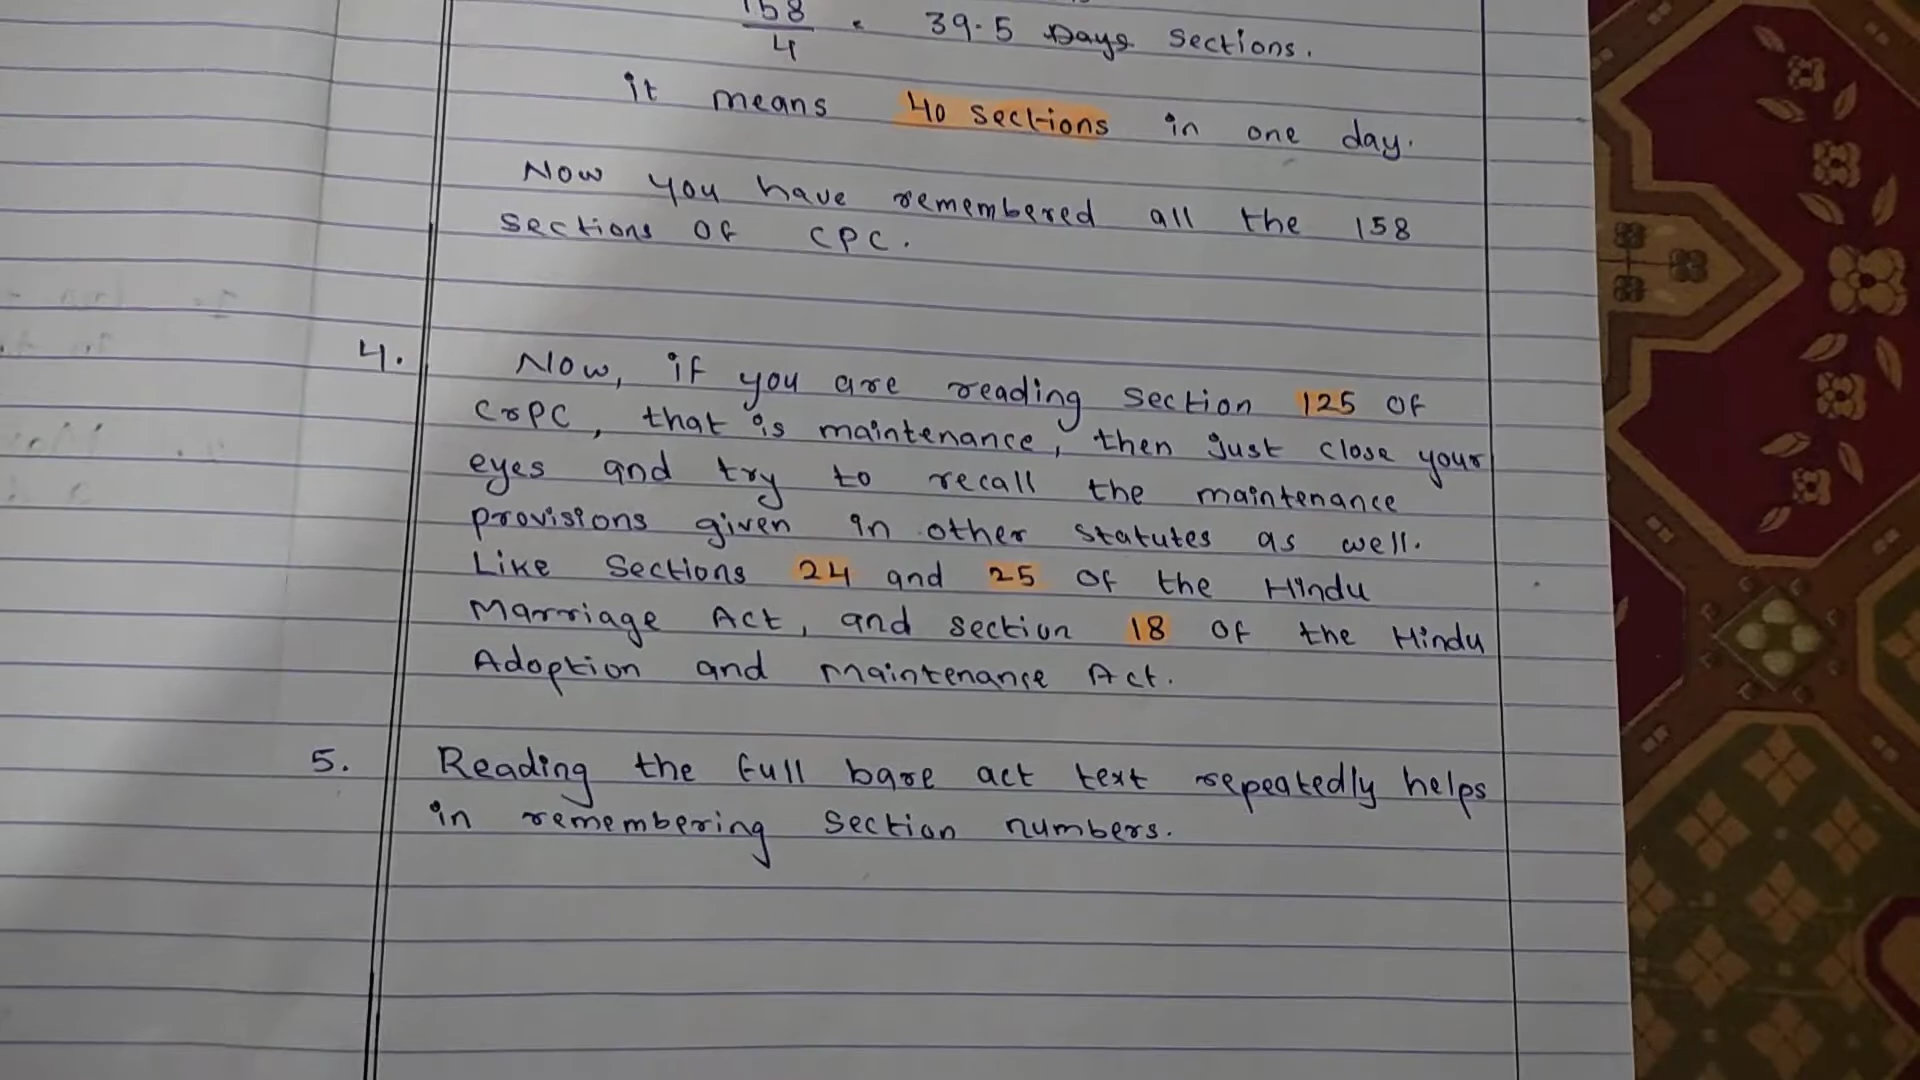 158
4 = 39.5 Days Sections.
it means 40 sections in one day.
Now you have remembered all the 158
sections of CPC.
4. Now, if you are reading section 125 of
CrPC, that is maintenance, then just close your
eyes and try to recall the maintenance
provisions given in other statutes as well.
Like Sections 24 and 25 of the Hindu
Marriage Act, and section 18 of the Hindu
Adoption and Maintenance Act.
5. Reading the full bare act text repeatedly helps
in remembering section numbers.